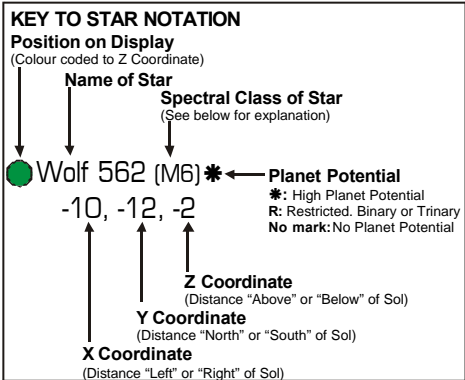 KEY TO STAR NOTATION
Position on Display
(Colour coded to Z Coordinate)
Name of Star
Spectral Class of Star
(See below for explanation)
Wolf 562 (M6)✱
Planet Potential
✱: High Planet Potential
R: Restricted. Binary or Trinary
No mark: No Planet Potential
-10, -12, -2
Z Coordinate
(Distance “Above” or “Below” of Sol)
Y Coordinate
(Distance “North” or “South” of Sol)
X Coordinate
(Distance “Left” or “Right” of Sol)